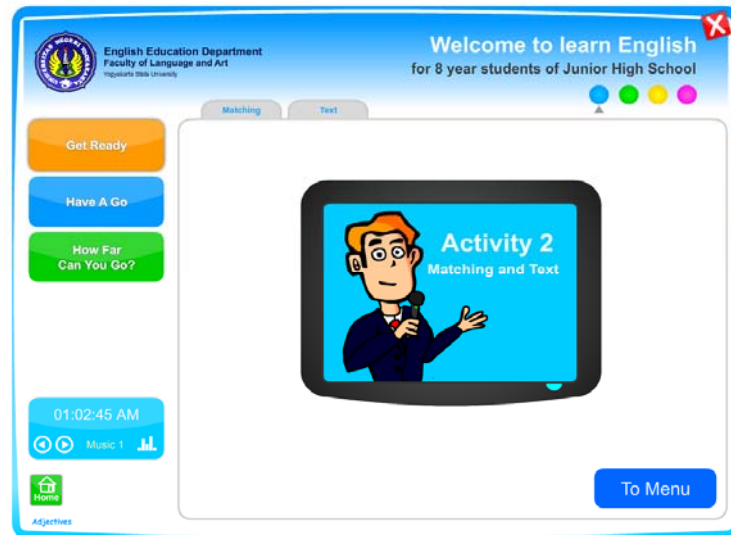 English Education Department
Faculty of Language and Art
Yogyakarta State University
Welcome to learn English
for 8 year students of Junior High School
Matching
Text
Get Ready
Have A Go
How Far
Can You Go?
Activity 2
Matching and Text
01:02:45 AM
Music 1
Home
To Menu
Adjectives